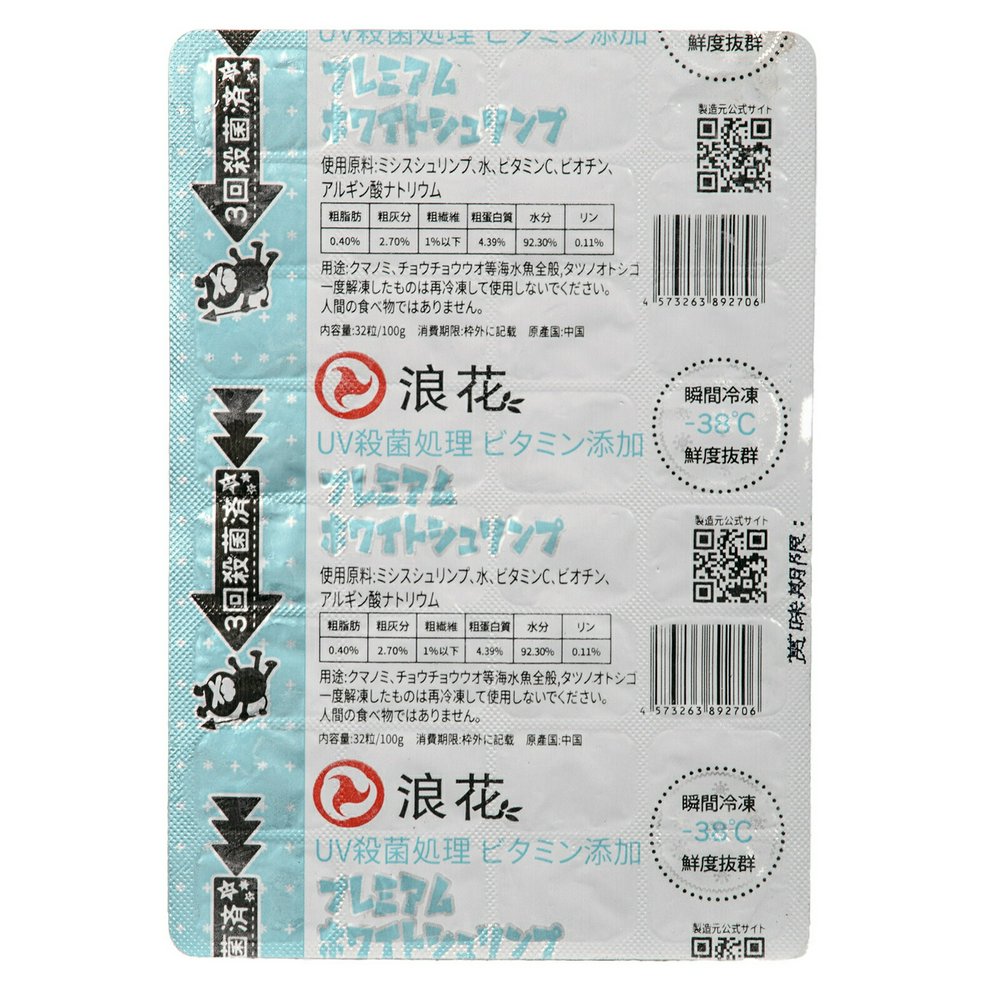 UV殺菌処理 ビタミン添加
鮮度抜群
プレミアム
ホワイトシュリンプ
3回殺菌済
製造元公式サイト
使用原料:ミシスシュリンプ、水、ビタミンC、ビオチン、
アルギン酸ナトリウム
粗脂肪 粗灰分 粗繊維 粗蛋白質 水分 リン
0.40% 2.70% 1%以下 4.39% 92.30% 0.11%
用途:クマノミ、チョウチョウウオ等海水魚全般,タツノオトシゴ
一度解凍したものは再冷凍して使用しないでください。
人間の食べ物ではありません。
4 573263 892706
内容量:32粒/100g 消費期限:枠外に記載 原産国:中国
浪花
瞬間冷凍
-38℃
鮮度抜群
UV殺菌処理 ビタミン添加
プレミアム
ホワイトシュリンプ
3回殺菌済
製造元公式サイト
賞味期限:
使用原料:ミシスシュリンプ、水、ビタミンC、ビオチン、
アルギン酸ナトリウム
粗脂肪 粗灰分 粗繊維 粗蛋白質 水分 リン
0.40% 2.70% 1%以下 4.39% 92.30% 0.11%
用途:クマノミ、チョウチョウウオ等海水魚全般,タツノオトシゴ
一度解凍したものは再冷凍して使用しないでください。
人間の食べ物ではありません。
4 573263 892706
内容量:32粒/100g 消費期限:枠外に記載 原産国:中国
浪花
瞬間冷凍
-38℃
鮮度抜群
UV殺菌処理 ビタミン添加
プレミアム
ホワイトシュリンプ
菌済
製造元公式サイト